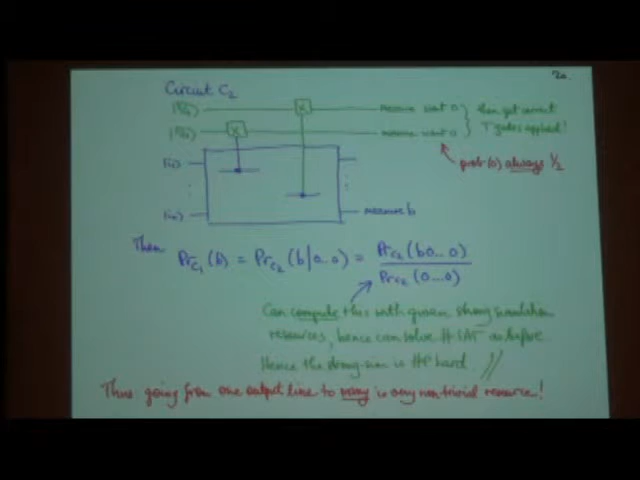 20
Circuit C₂
measure want 0
then get correct
measure want 0
T gates applied!
prob(0) always 1/2
measure b
Then
Pr_C₁(b) = Pr_C₂(b|0..0) = Pr_C₂(b0...0) / Pr_C₂(0...0)
Can compute this with given strong simulation
resources, hence can solve #SAT as before.
Hence the strong-sim is #P hard. //
Thus going from one output line to many is a very non trivial resource!